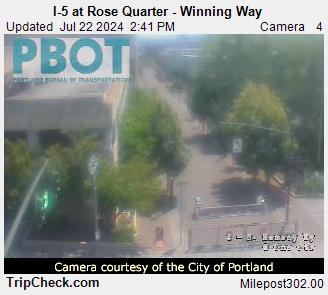 I-5 at Rose Quarter - Winning Way
Updated Jul 22 2024 2:41 PM Camera 4
PBOT
PORTLAND BUREAU OF TRANSPORTATION
Camera courtesy of the City of Portland
TripCheck.com Milepost302.00